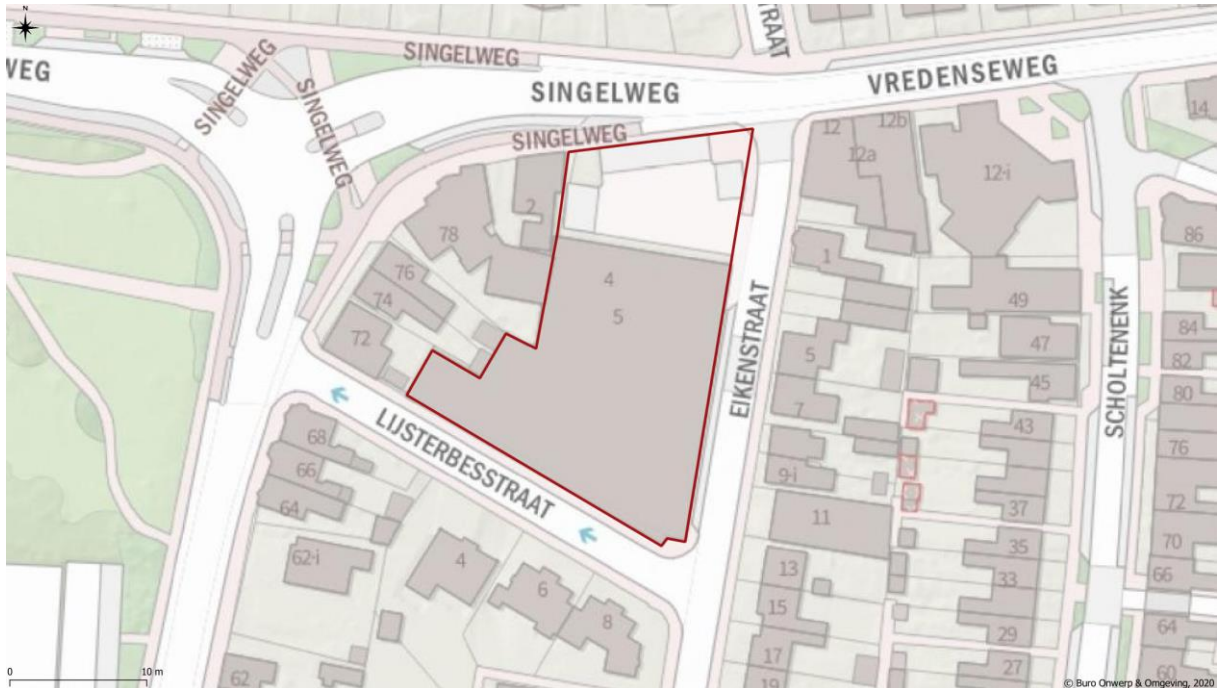 N
STRAAT
SINGELWEG
WEG
SINGELWEG
SINGELWEG
VREDENSEWEG
SINGELWEG
SINGELWEG
14
12
12b
12a
12-i
2
78
86
1
76
4
49
74
5
84
47
72
5
82
EIKENSTRAAT
45
80
SCHOLTENENK
7
43
LIJSTERBESSTRAAT
68
76
66
9-i
37
72
64
11
35
70
62-i
4
13
33
66
6
15
29
64
8
17
27
60
62
19
0 10 m
© Buro Onwerp & Omgeving, 2020